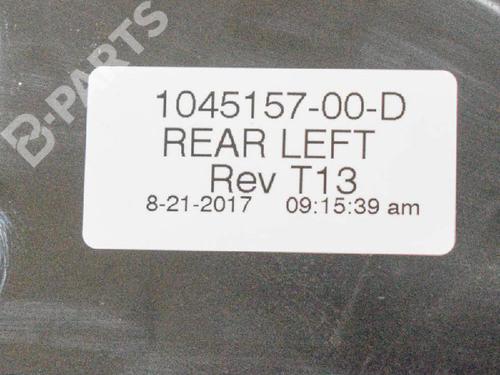 B-PARTS
1045157-00-D
REAR LEFT
Rev T13
8-21-2017 09:15:39 am